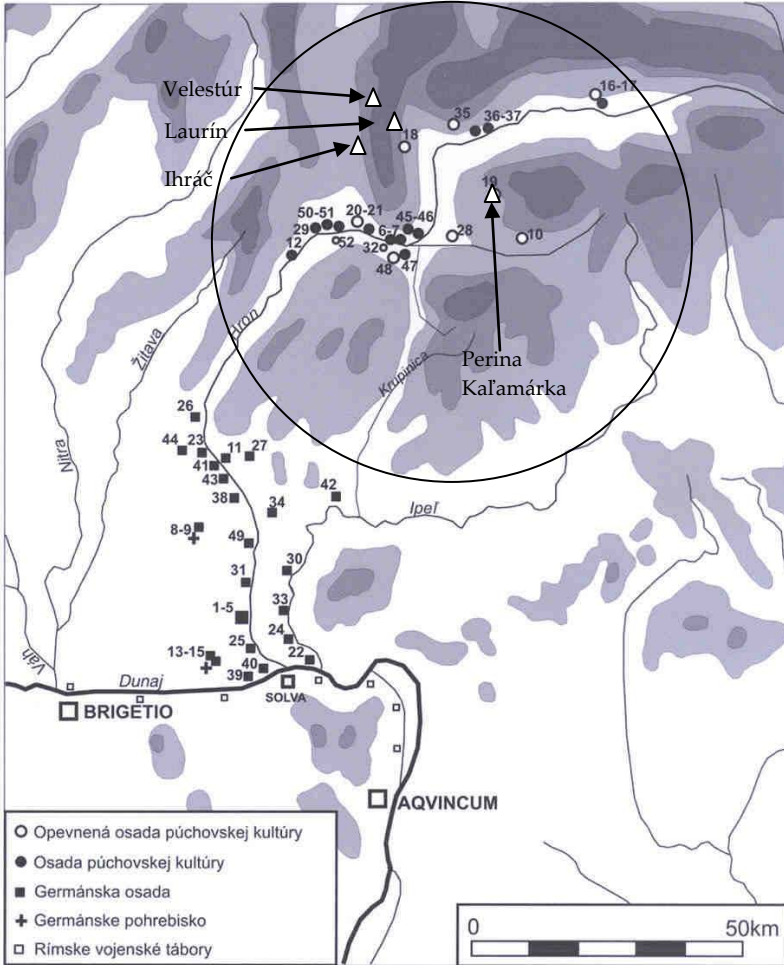 Velestúr
Laurín
Ihráč
16-17
35
36-37
18
19
50-51
20-21
45-46
29
6-7
28
10
12
52
32
48
47
Hron
Žitava
Nitra
Krupinica
Perina
Kaľamárka
26
44
23
11
27
41
43
38
42
34
Ipeľ
8-9
49
30
31
33
1-5
24
25
22
13-15
40
39
Váh
Dunaj
SOLVA
BRIGETIO
AQVINCUM
Opevnená osada púchovskej kultúry
Osada púchovskej kultúry
Germánska osada
Germánske pohrebisko
Rímske vojenské tábory
0 50km